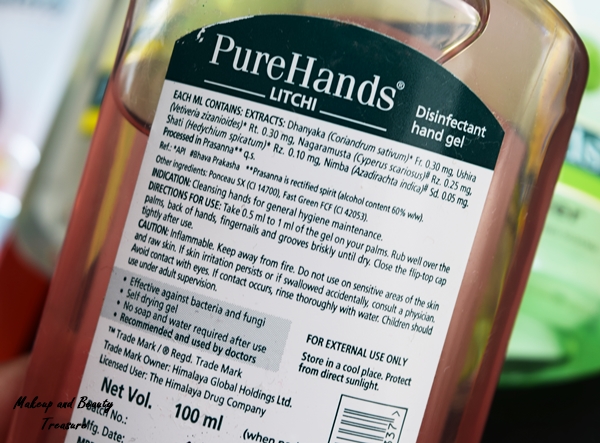 PureHands®
LITCHI
Disinfectant
hand gel
EACH ML CONTAINS: EXTRACTS: Dhanyaka (Coriandrum sativum)* Fr. 0.30 mg, Ushira
(Vetiveria zizanioides)* Rt. 0.30 mg, Nagaramusta (Cyperus scariosus)# Rz. 0.25 mg,
Shati (Hedychium spicatum)* Rz. 0.10 mg, Nimba (Azadirachta indica)# Sd. 0.05 mg.
Processed in Prasanna** q.s.
Ref.: *API #Bhava Prakasha **Prasanna is rectified spirit (alcohol content 60% w/w).
Other ingredients: Ponceau SX (CI 14700), Fast Green FCF (CI 42053).
INDICATION: Cleansing hands for general hygiene maintenance.
DIRECTIONS FOR USE: Take 0.5 ml to 1 ml of the gel on your palms. Rub well over the
palms, back of hands, fingernails and grooves briskly until dry. Close the flip-top cap
tightly after use.
CAUTION: Inflammable. Keep away from fire. Do not use on sensitive areas of the skin
and raw skin. If skin irritation persists or if swallowed accidentally, consult a physician.
Avoid contact with eyes. If contact occurs, rinse thoroughly with water. Children should
use under adult supervision.
• Effective against bacteria and fungi
• Self drying gel
• No soap and water required after use
• Recommended and used by doctors
FOR EXTERNAL USE ONLY
Store in a cool place. Protect
from direct sunlight.
™ Trade Mark / ® Regd. Trade Mark
Trade Mark Owner: Himalaya Global Holdings Ltd.
Licensed User: The Himalaya Drug Company
Net Vol. 100 ml (when
Batch No.:
Mfg. Date:
Makeup and Beauty
Treasure